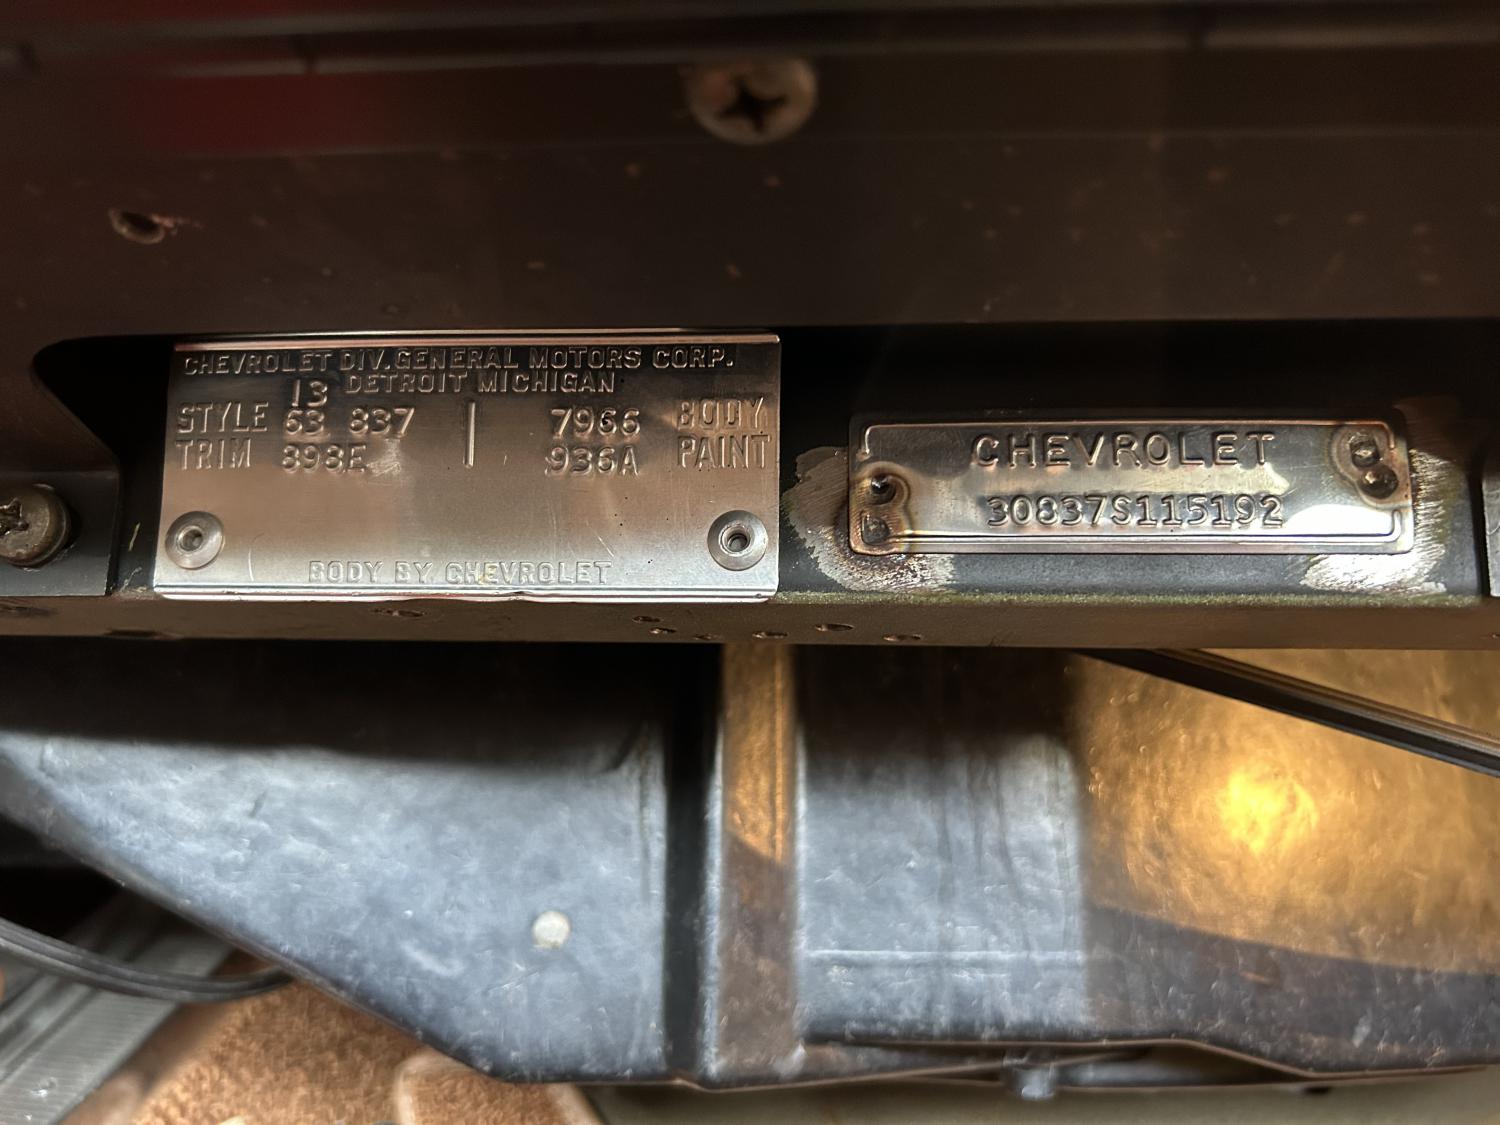 CHEVROLET DIV. GENERAL MOTORS CORP.
13 DETROIT MICHIGAN
STYLE 63 837 | 7966 BODY
TRIM 898E 936A PAINT
BODY BY CHEVROLET
CHEVROLET
30837S115192